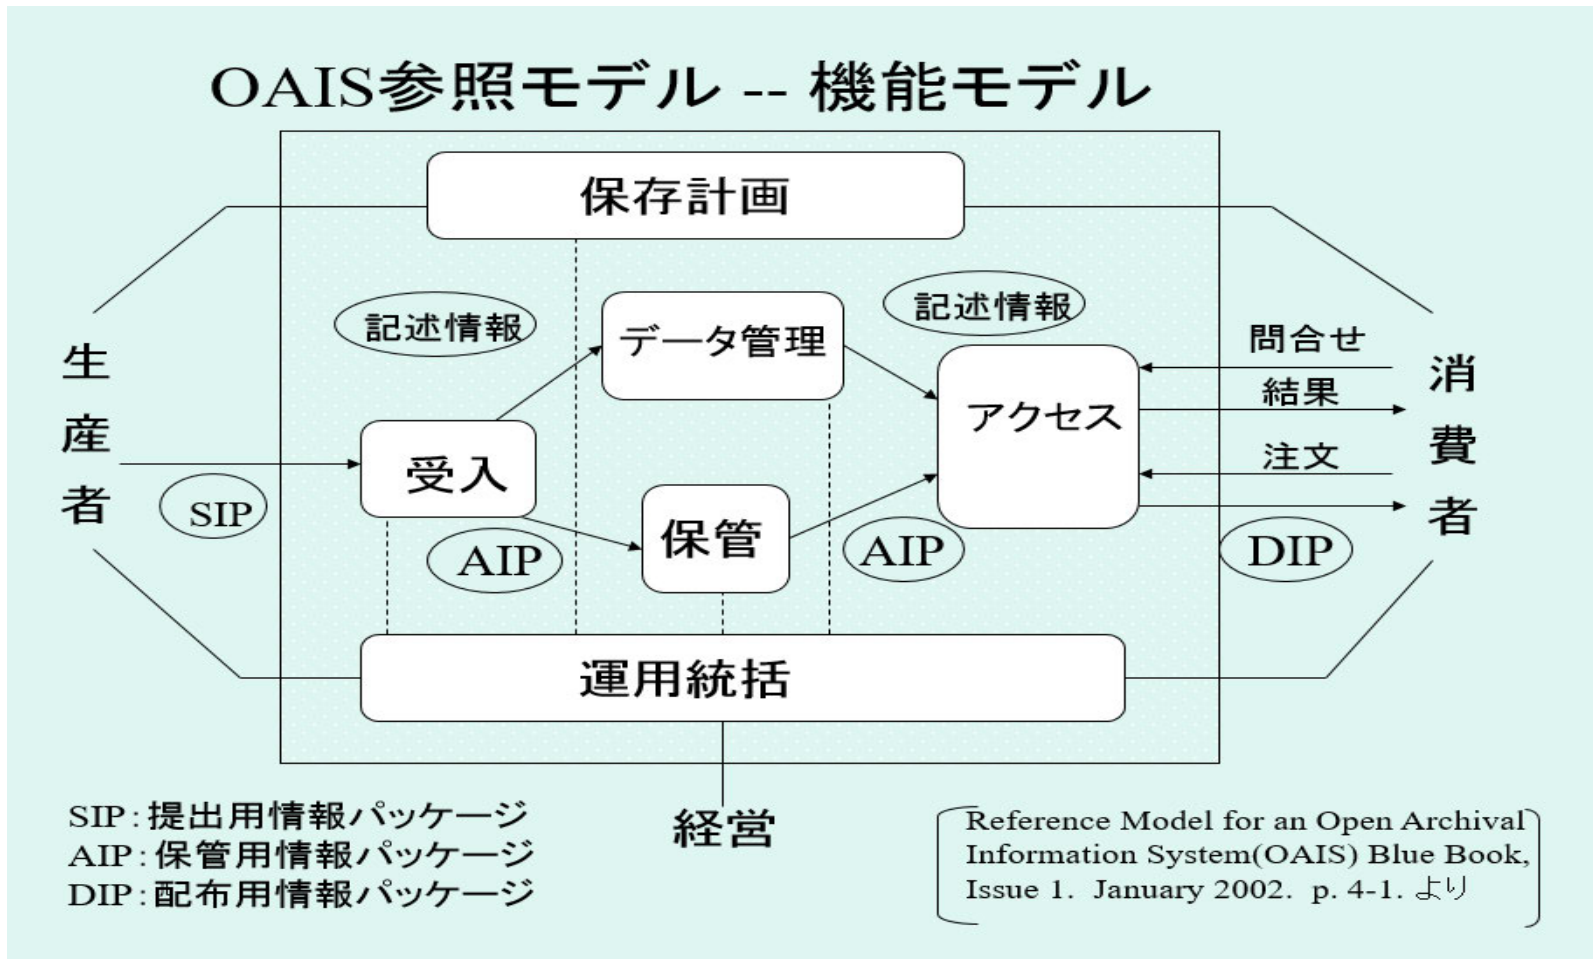 OAIS参照モデル -- 機能モデル
保存計画
記述情報
データ管理
記述情報
生産者
消費者
問合せ
結果
アクセス
受入
注文
SIP
保管
AIP
AIP
DIP
運用統括
経営
SIP：提出用情報パッケージ
AIP：保管用情報パッケージ
DIP：配布用情報パッケージ
Reference Model for an Open Archival
Information System(OAIS) Blue Book,
Issue 1. January 2002. p. 4-1. より